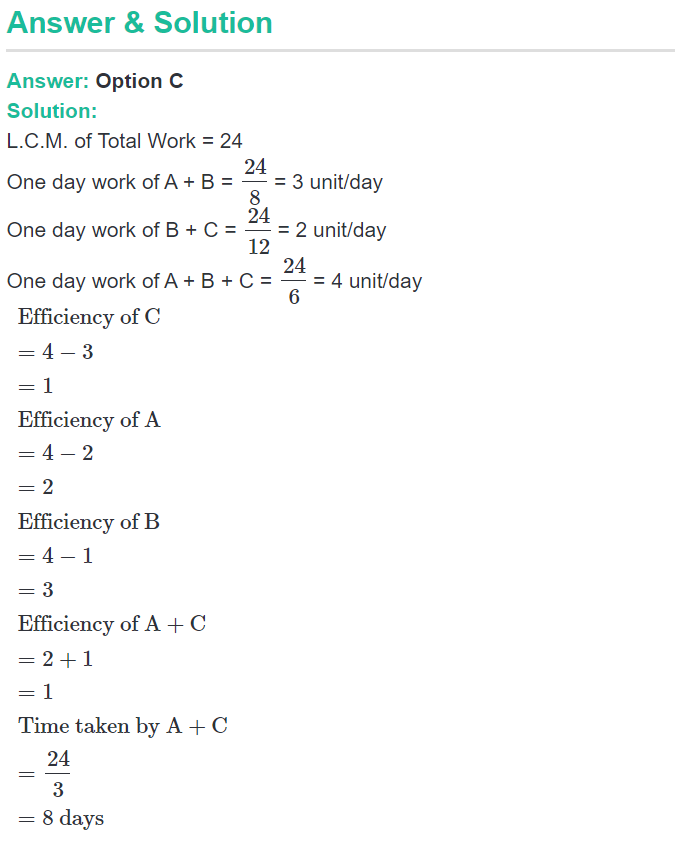 Answer & Solution
Answer: Option C
Solution:
L.C.M. of Total Work = 24
One day work of A + B = 24/8 = 3 unit/day
One day work of B + C = 24/12 = 2 unit/day
One day work of A + B + C = 24/6 = 4 unit/day
Efficiency of C
= 4 − 3
= 1
Efficiency of A
= 4 − 2
= 2
Efficiency of B
= 4 − 1
= 3
Efficiency of A + C
= 2 + 1
= 1
Time taken by A + C
= 24/3
= 8 days